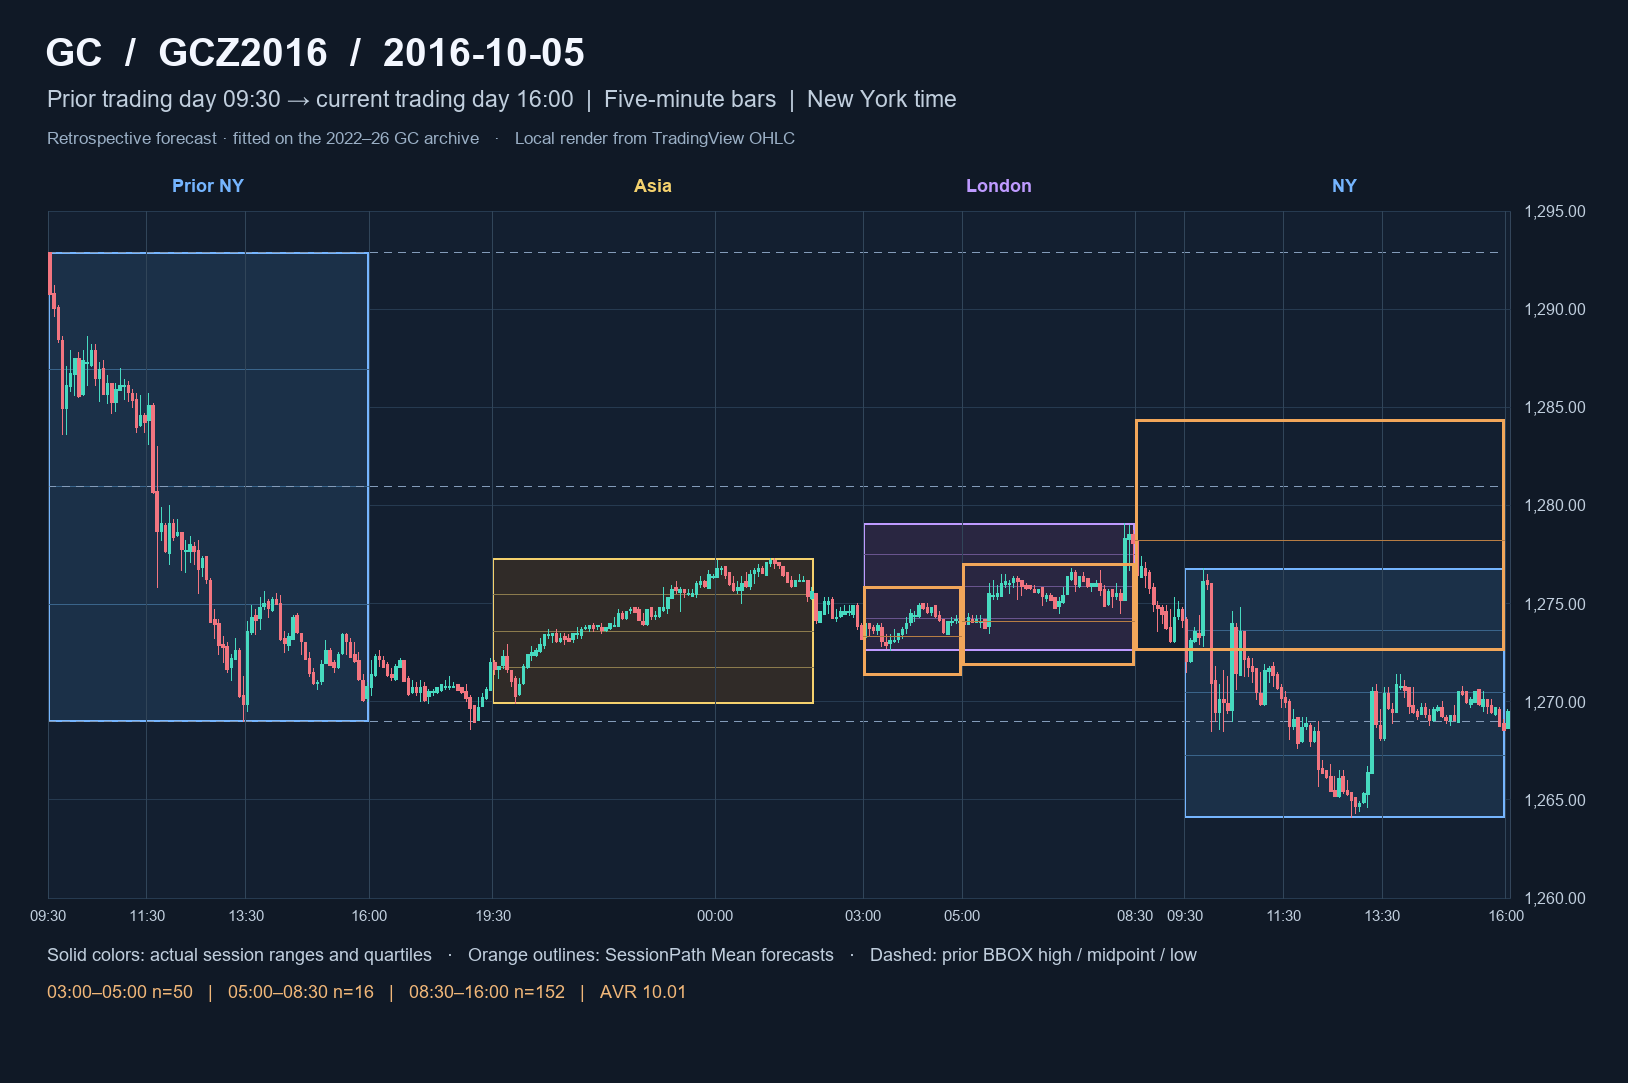 GC / GCZ2016 / 2016-10-05
Prior trading day 09:30 → current trading day 16:00 | Five-minute bars | New York time
Retrospective forecast · fitted on the 2022–26 GC archive · Local render from TradingView OHLC
Prior NY Asia London NY
1,295.00
1,290.00
1,285.00
1,280.00
1,275.00
1,270.00
1,265.00
1,260.00
09:30 11:30 13:30 16:00 19:30 00:00 03:00 05:00 08:30 09:30 11:30 13:30 16:00
Solid colors: actual session ranges and quartiles · Orange outlines: SessionPath Mean forecasts · Dashed: prior BBOX high / midpoint / low
03:00–05:00 n=50 | 05:00–08:30 n=16 | 08:30–16:00 n=152 | AVR 10.01